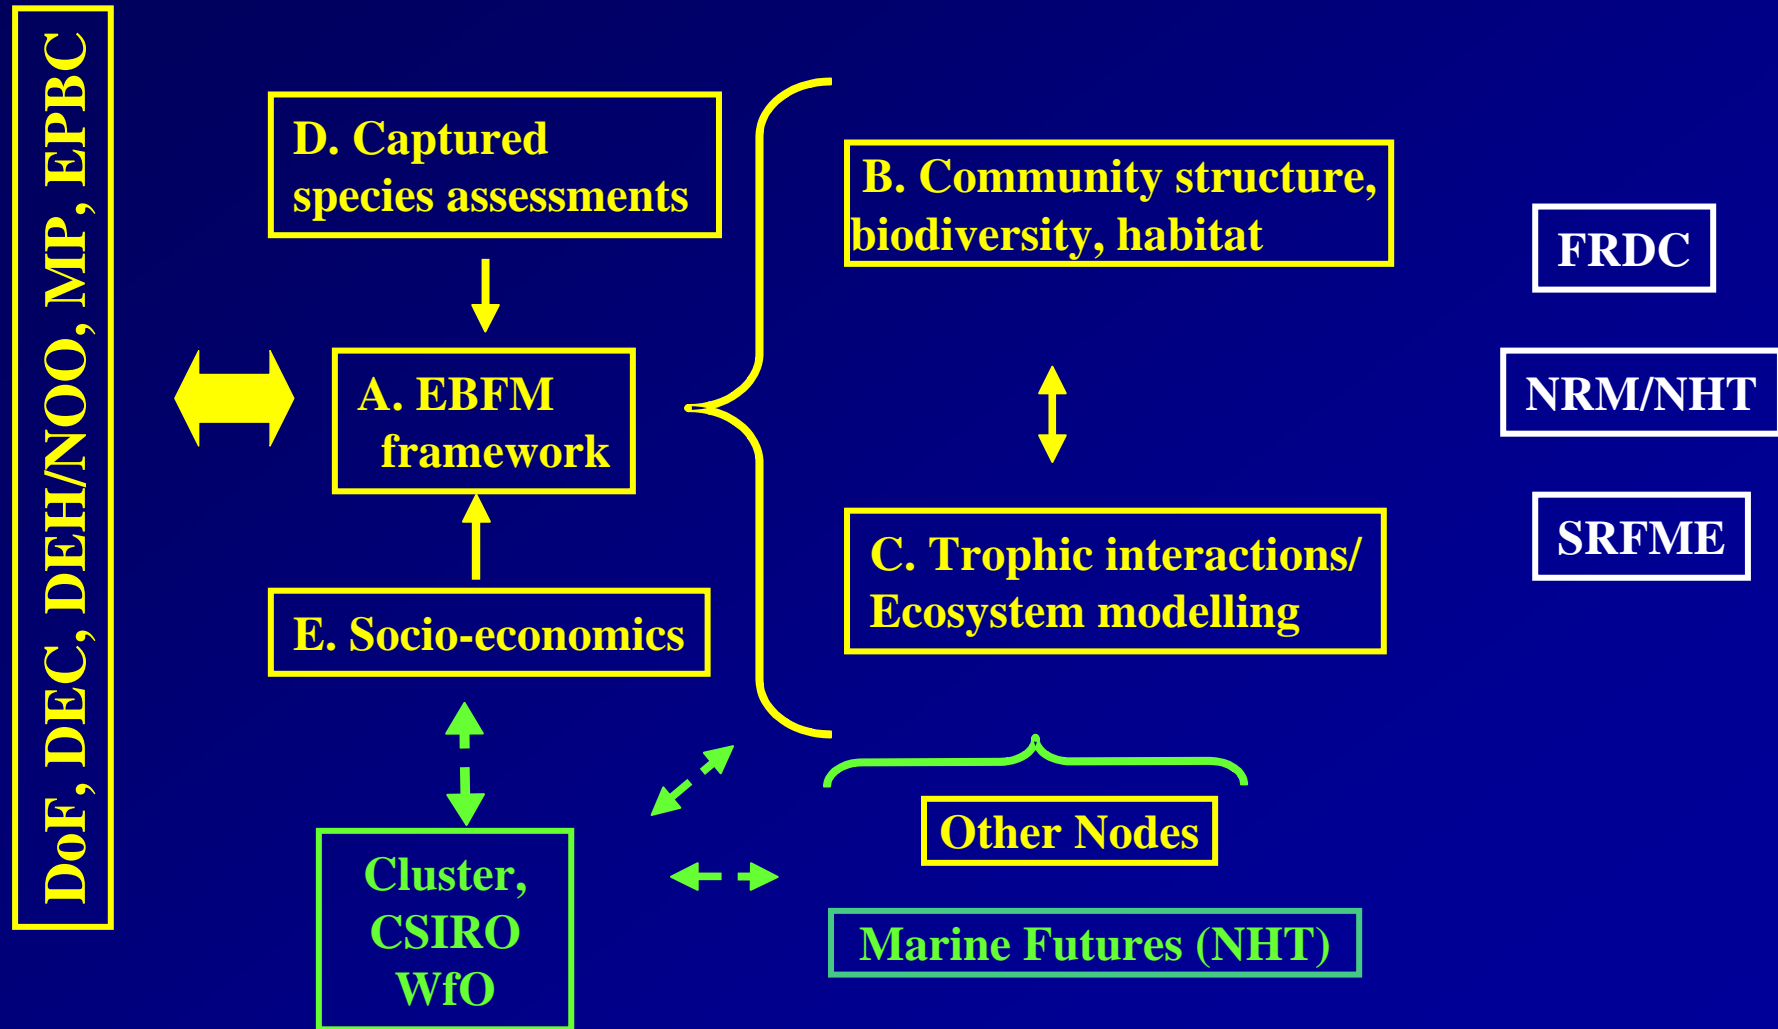 DoF, DEC, DEH/NOO, MP, EPBC
D. Captured
species assessments
A. EBFM
framework
E. Socio-economics
Cluster,
CSIRO
WfO
B. Community structure,
biodiversity, habitat
C. Trophic interactions/
Ecosystem modelling
Other Nodes
Marine Futures (NHT)
FRDC
NRM/NHT
SRFME